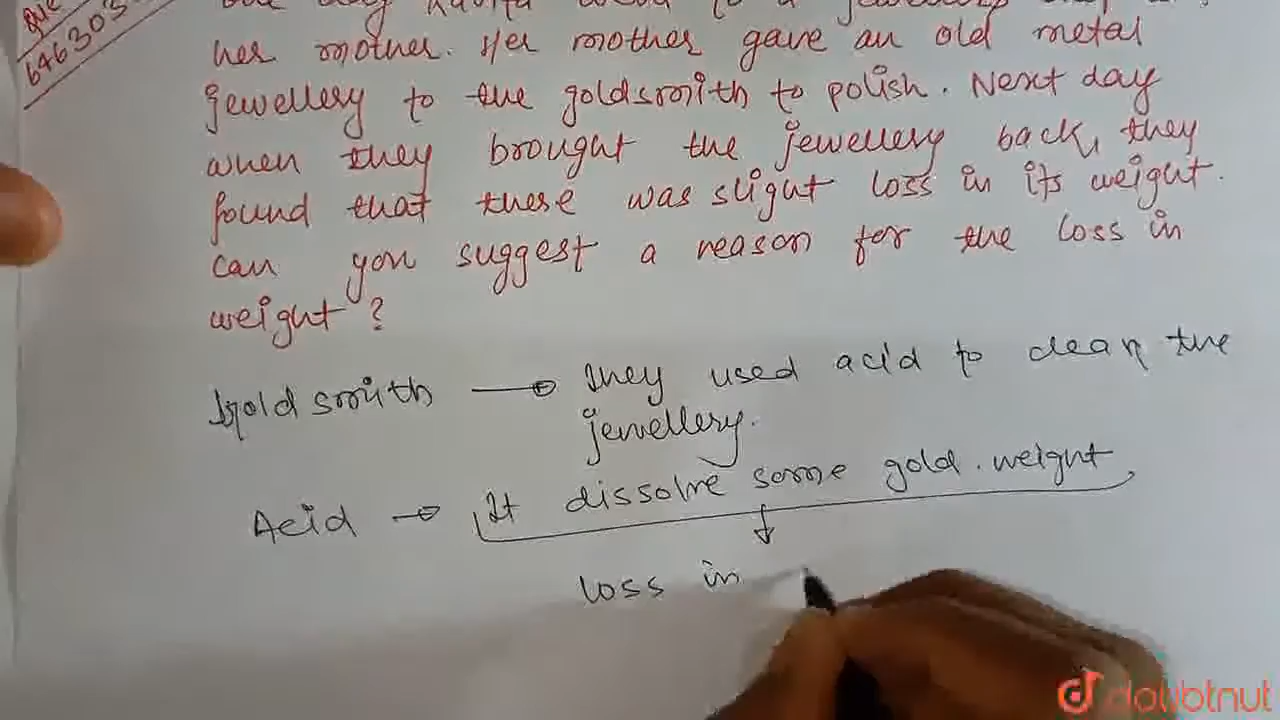 que
646305
her mother. Her mother gave an old metal
jewellery to the goldsmith to polish. Next day
when they brought the jewellery back, they
found that there was slight loss in its weight.
can you suggest a reason for the loss in
weight?
Goldsmith → They used acid to clean the
jewellery.
Acid → It dissolve some gold. weight
loss in
doubtnut